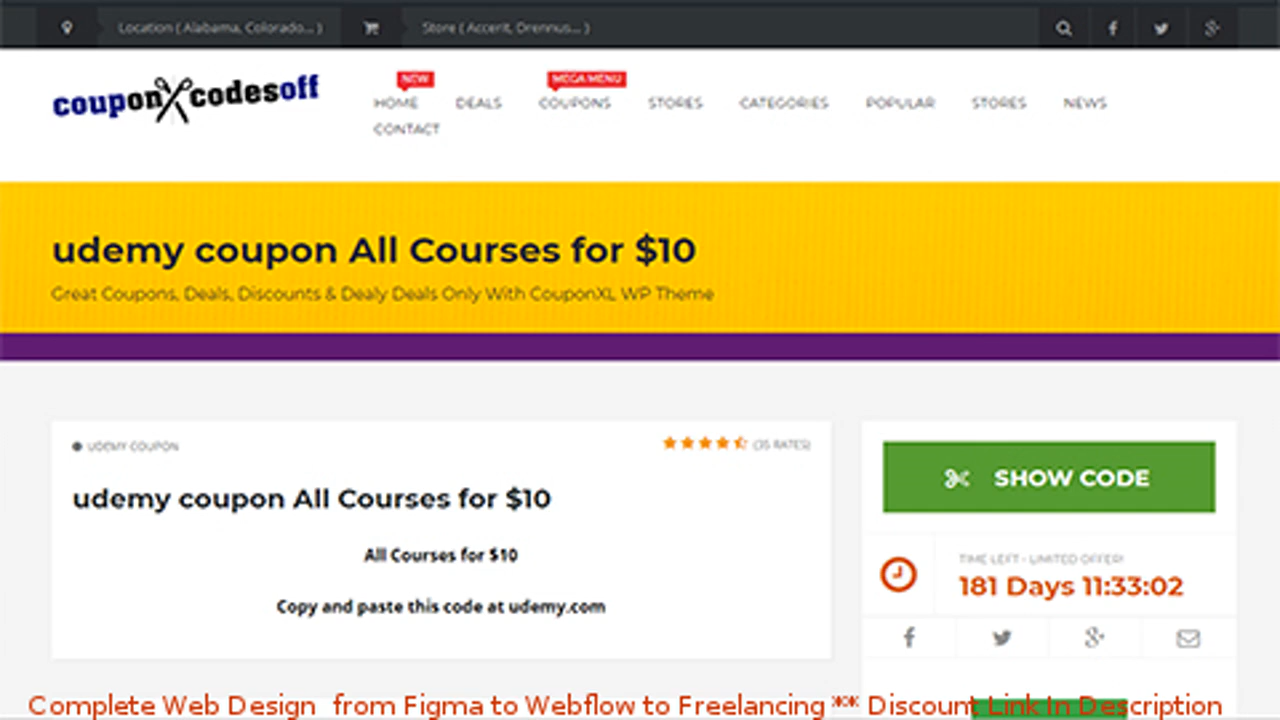 Location ( Alabama, Colorado... )
Store ( Accerit, Drennus... )
couponXcodesoff
NEW
MEGA MENU
HOME DEALS COUPONS STORES CATEGORIES POPULAR STORES NEWS
CONTACT
udemy coupon All Courses for $10
Great Coupons, Deals, Discounts & Dealy Deals Only With CouponXL WP Theme
UDEMY COUPON
(35 RATES)
udemy coupon All Courses for $10
All Courses for $10
Copy and paste this code at udemy.com
SHOW CODE
TIME LEFT - LIMITED OFFER!
181 Days 11:33:02
Complete Web Design from Figma to Webflow to Freelancing ** Discount Link In Description